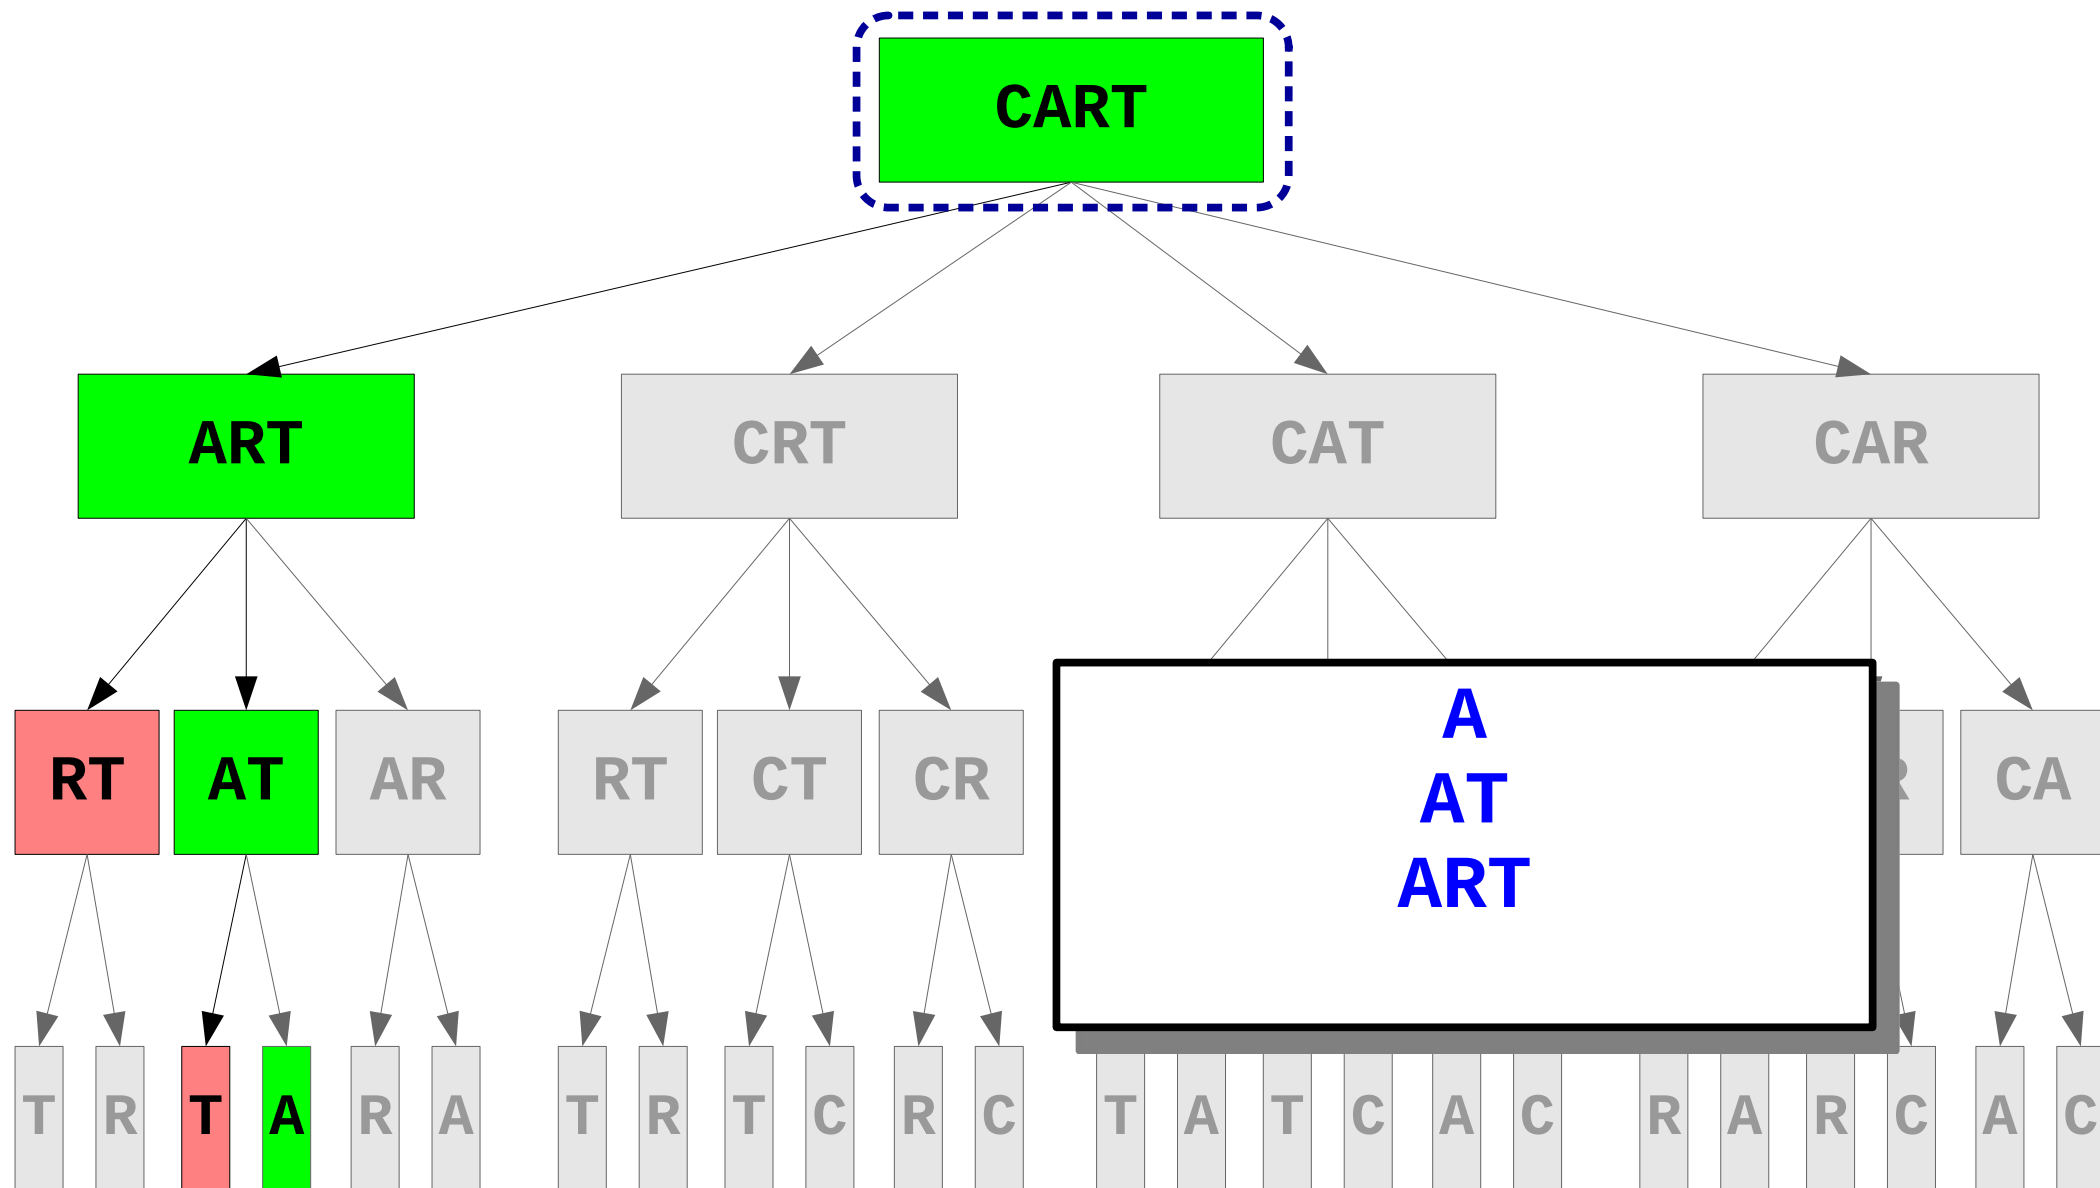 CART
ART CRT CAT CAR
RT AT AR RT CT CR CA
A
AT
ART
T R T A R A T R T C R C T A T C A C R A R C A C